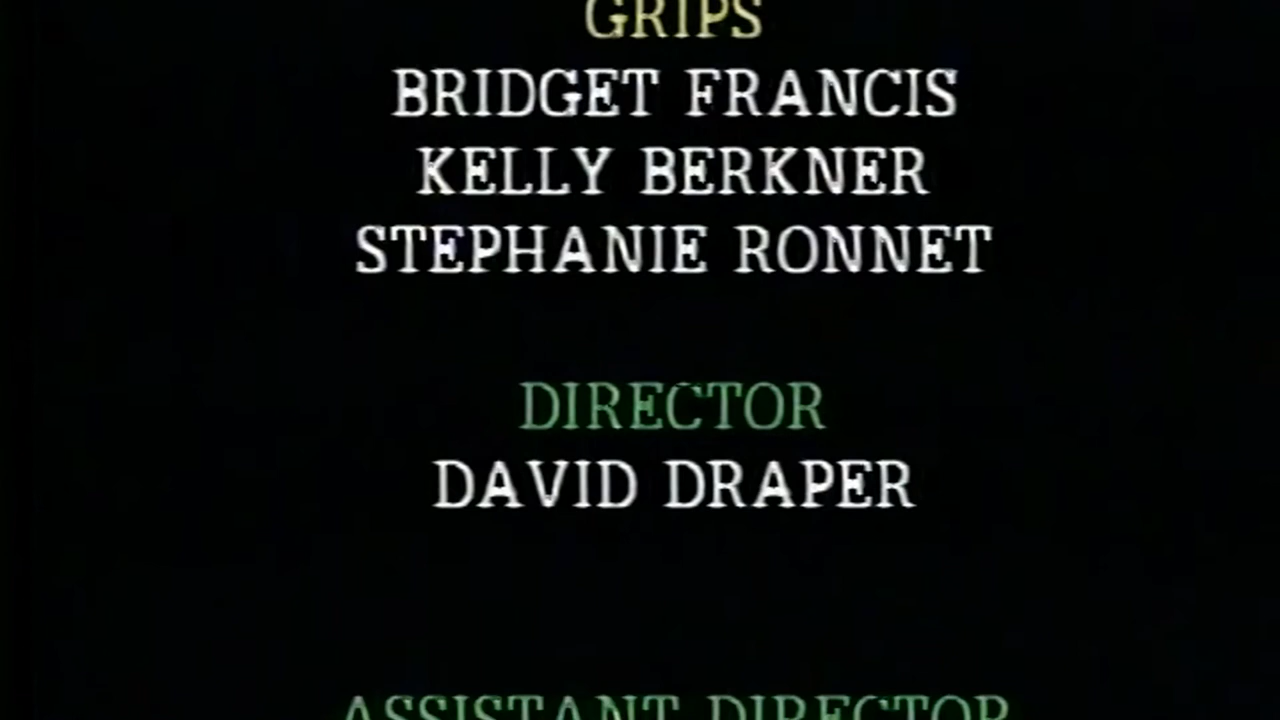 GRIPS
BRIDGET FRANCIS
KELLY BERKNER
STEPHANIE RONNET
DIRECTOR
DAVID DRAPER
ASSISTANT DIRECTOR